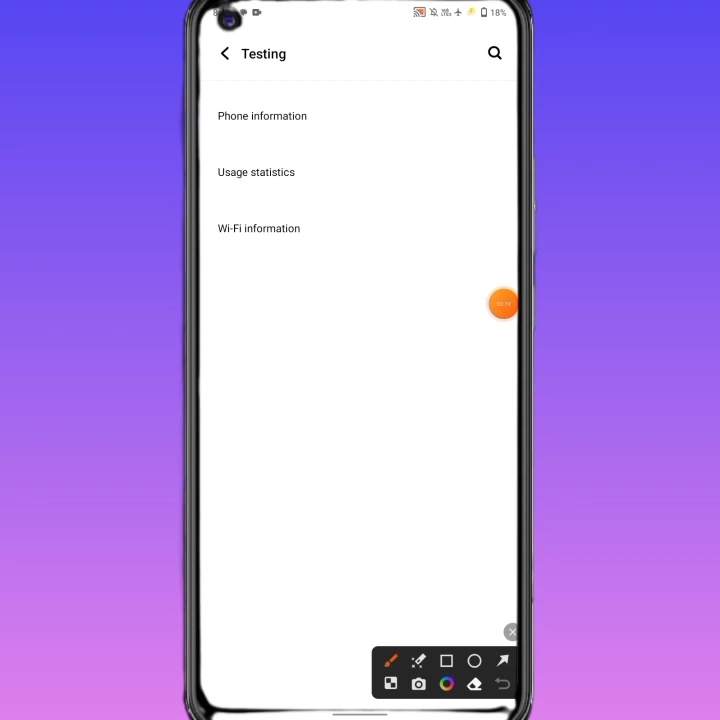 18%
Testing
Phone information
Usage statistics
Wi-Fi information